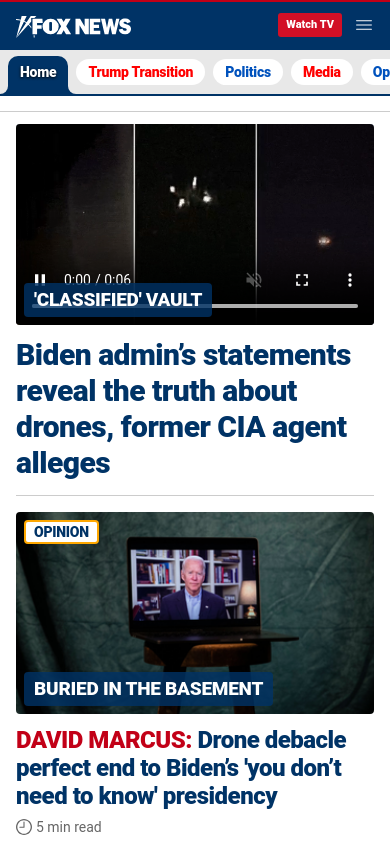 FOX NEWS
Watch TV
Home
Trump Transition
Politics
Media
Op
0:00 / 0:06
'CLASSIFIED' VAULT
Biden admin’s statements
reveal the truth about
drones, former CIA agent
alleges
OPINION
BURIED IN THE BASEMENT
DAVID MARCUS: Drone debacle
perfect end to Biden’s 'you don’t
need to know' presidency
5 min read